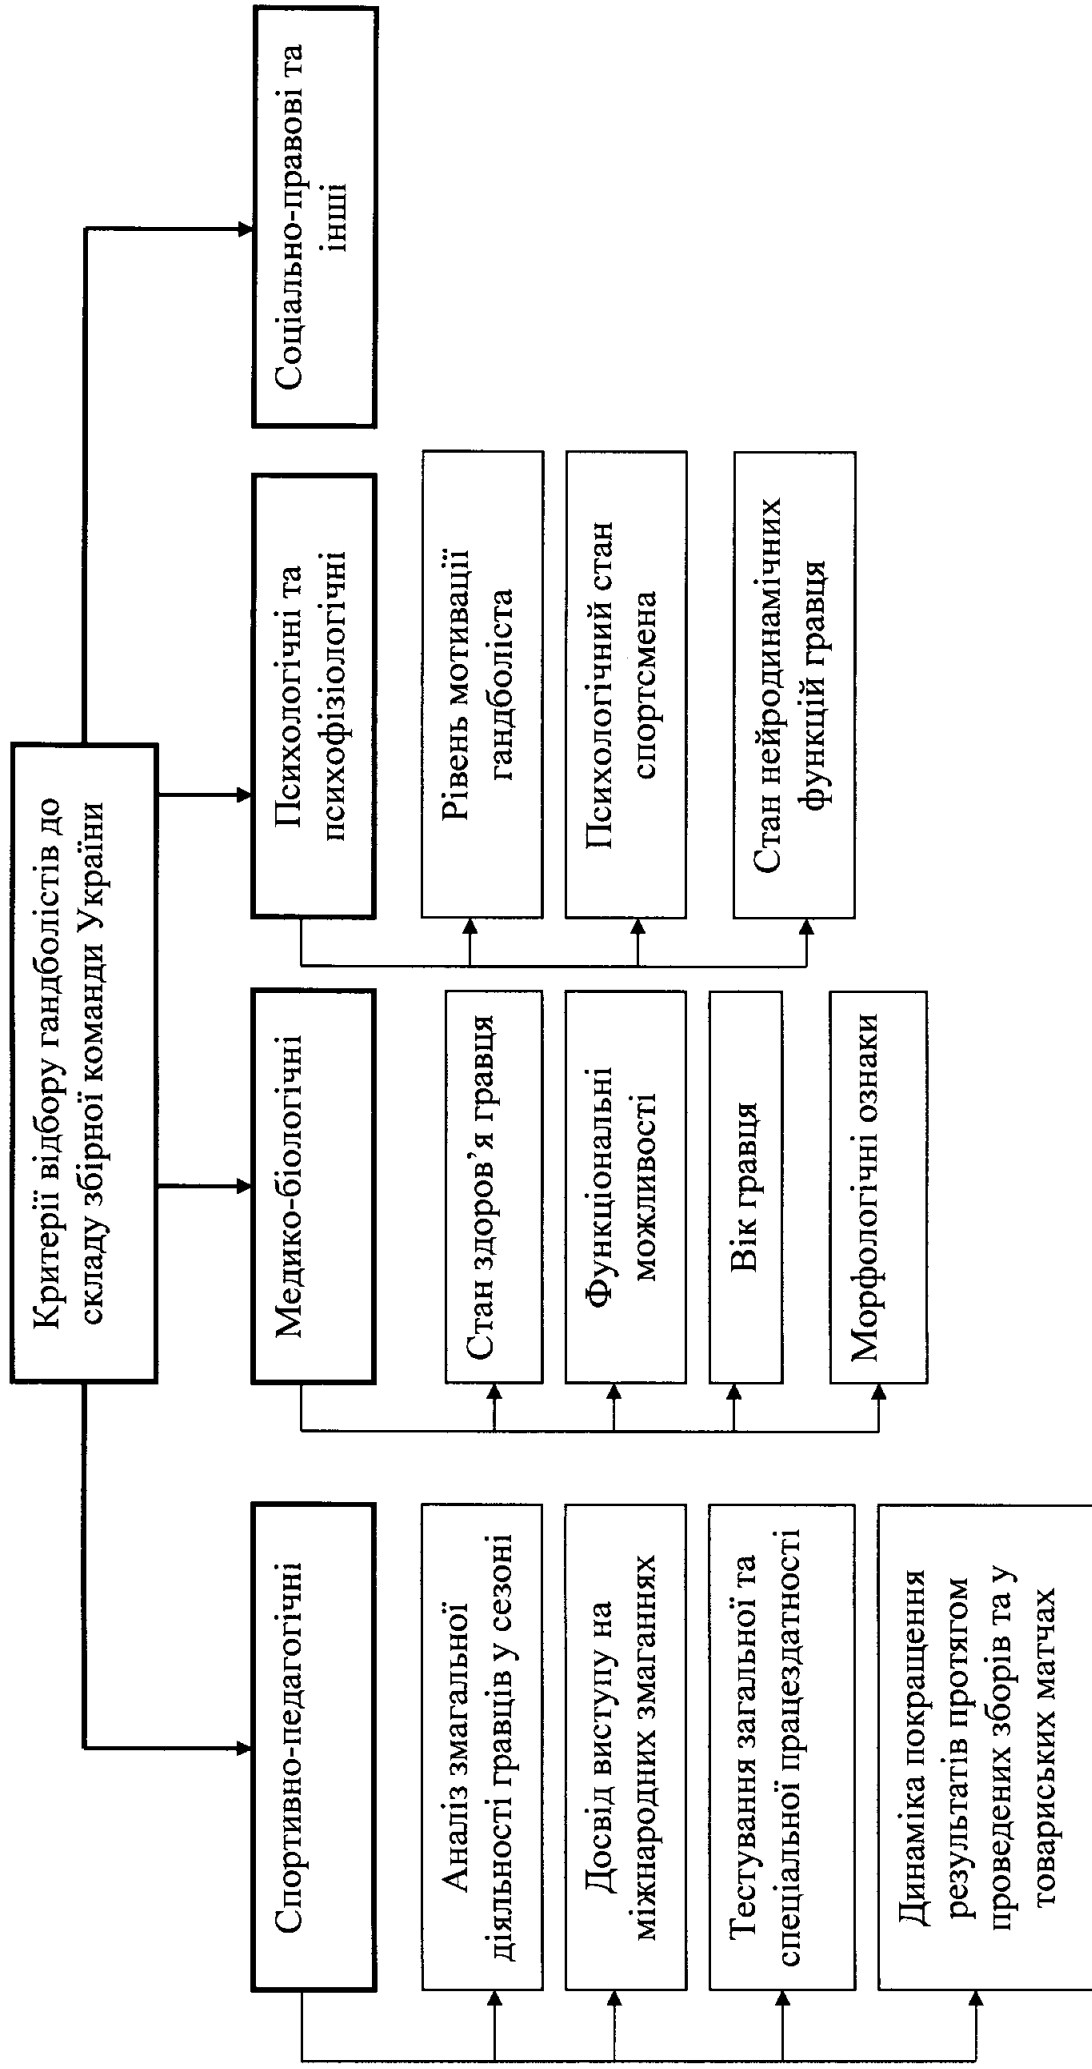 Критерії відбору гандболістів до
складу збірної команди України
Спортивно-педагогічні
Аналіз змагальної
діяльності гравців у сезоні
Досвід виступу на
міжнародних змаганнях
Тестування загальної та
спеціальної працездатності
Динаміка покращення
результатів протягом
проведених зборів та у
товариських матчах
Медико-біологічні
Стан здоров’я гравця
Функціональні
можливості
Вік гравця
Морфологічні ознаки
Психологічні та
психофізіологічні
Рівень мотивації
гандболіста
Психологічний стан
спортсмена
Стан нейродинамічних
функцій гравця
Соціально-правові та
інші